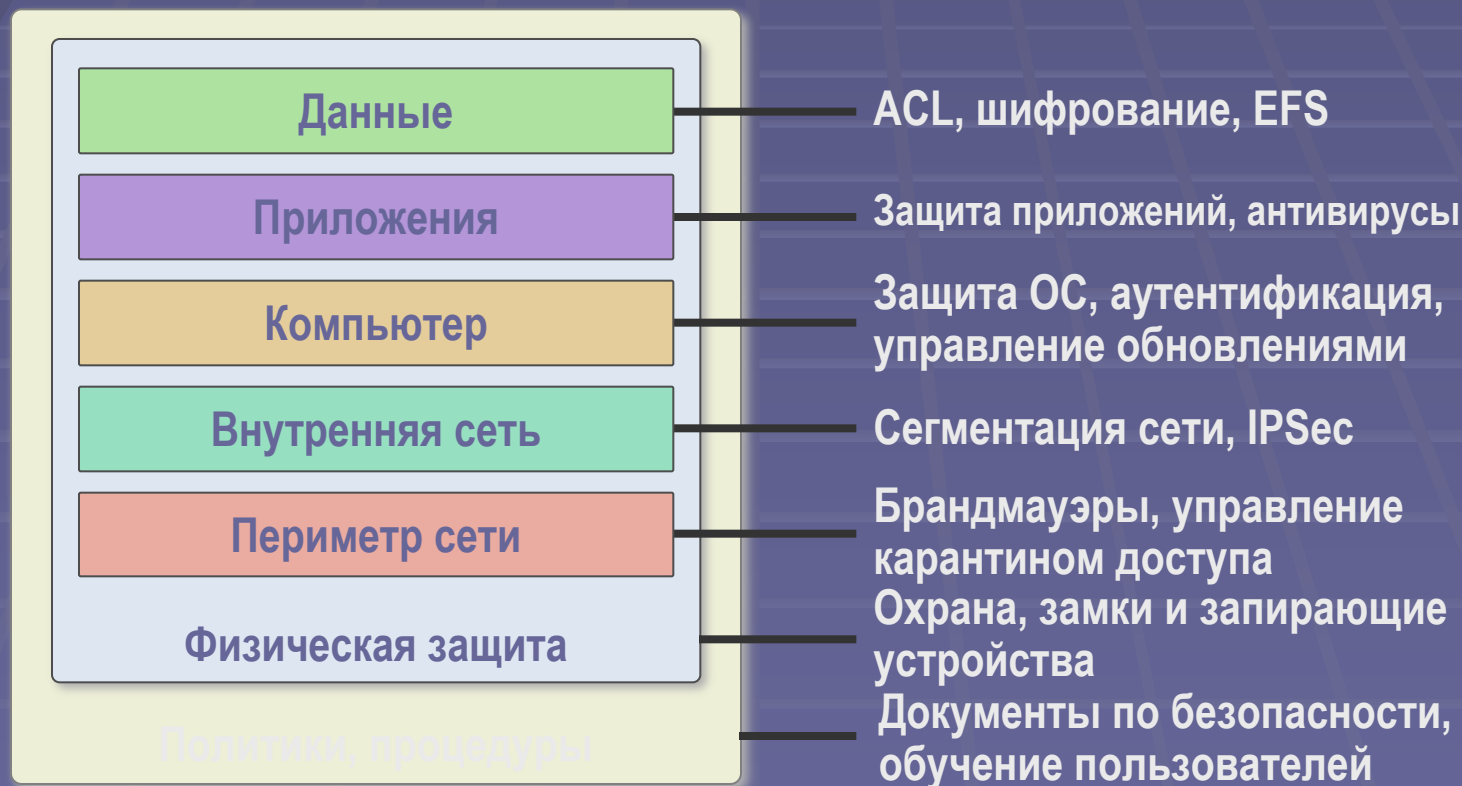 Данные
ACL, шифрование, EFS
Приложения
Защита приложений, антивирусы
Компьютер
Защита ОС, аутентификация,
управление обновлениями
Внутренняя сеть
Сегментация сети, IPSec
Периметр сети
Брандмауэры, управление
карантином доступа
Физическая защита
Охрана, замки и запирающие
устройства
Политики, процедуры
Документы по безопасности,
обучение пользователей